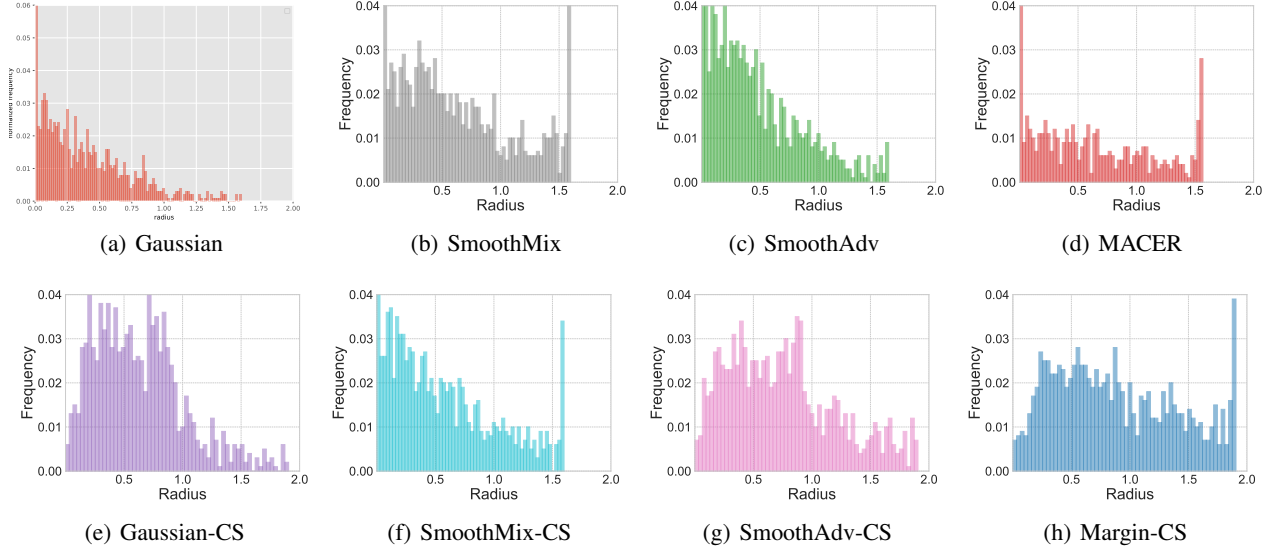 0.06
0.05
0.04
0.03
0.02
0.01
0.00
normalized frequency
0.00 0.25 0.50 0.75 1.00 1.25 1.50 1.75 2.00
radius
(a) Gaussian
0.04
0.03
0.02
0.01
0.00
Frequency
0.5 1.0 1.5 2.0
Radius
(b) SmoothMix
0.04
0.03
0.02
0.01
0.00
Frequency
0.5 1.0 1.5 2.0
Radius
(c) SmoothAdv
0.04
0.03
0.02
0.01
0.00
Frequency
0.5 1.0 1.5 2.0
Radius
(d) MACER
0.04
0.03
0.02
0.01
0.00
Frequency
0.5 1.0 1.5 2.0
Radius
(e) Gaussian-CS
0.04
0.03
0.02
0.01
0.00
Frequency
0.5 1.0 1.5 2.0
Radius
(f) SmoothMix-CS
0.04
0.03
0.02
0.01
0.00
Frequency
0.5 1.0 1.5 2.0
Radius
(g) SmoothAdv-CS
0.04
0.03
0.02
0.01
0.00
Frequency
0.5 1.0 1.5 2.0
Radius
(h) Margin-CS